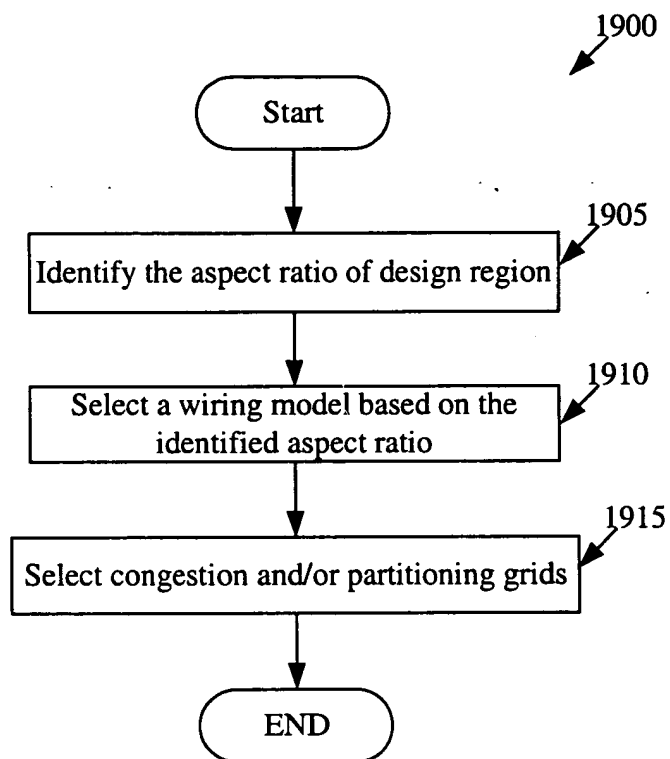 1900
Start
1905
Identify the aspect ratio of design region
1910
Select a wiring model based on the
identified aspect ratio
1915
Select congestion and/or partitioning grids
END